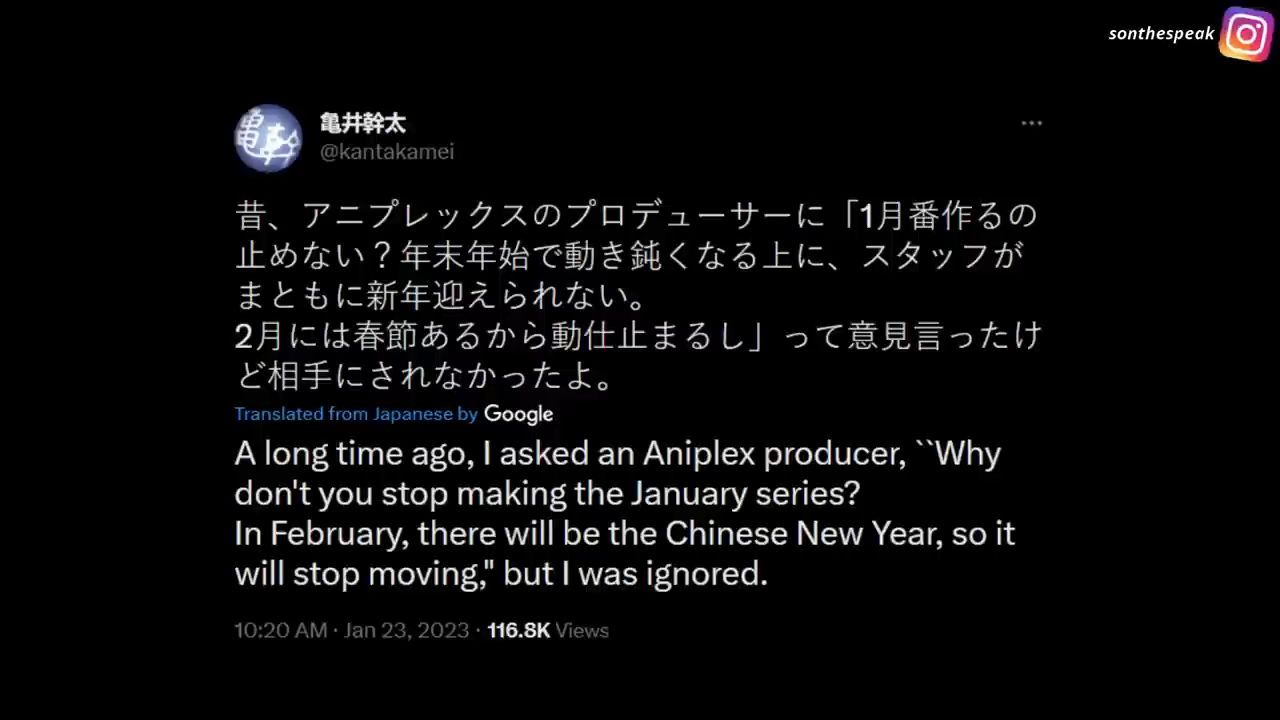 sonthespeak
亀井幹太
@kantakamei
昔、アニプレックスのプロデューサーに「1月番作るの
止めない？年末年始で動き鈍くなる上に、スタッフが
まともに新年迎えられない。
2月には春節あるから動仕止まるし」って意見言ったけ
ど相手にされなかったよ。
Translated from Japanese by Google
A long time ago, I asked an Aniplex producer, ``Why
don't you stop making the January series?
In February, there will be the Chinese New Year, so it
will stop moving," but I was ignored.
10:20 AM · Jan 23, 2023 · 116.8K Views